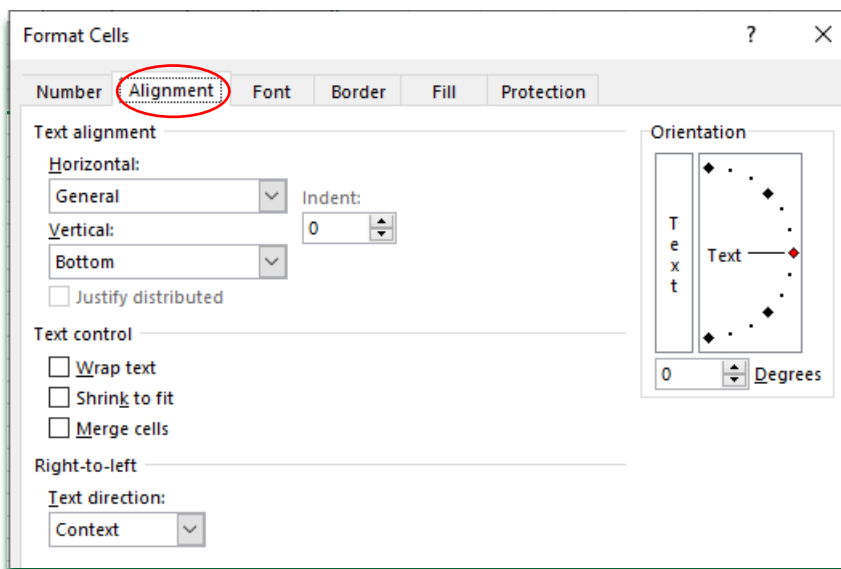 Format Cells ? ×
Number Alignment Font Border Fill Protection
Text alignment
Horizontal:
General
Indent:
0
Vertical:
Bottom
Justify distributed
Text control
Wrap text
Shrink to fit
Merge cells
Right-to-left
Text direction:
Context
Orientation
Text
Text
0 Degrees